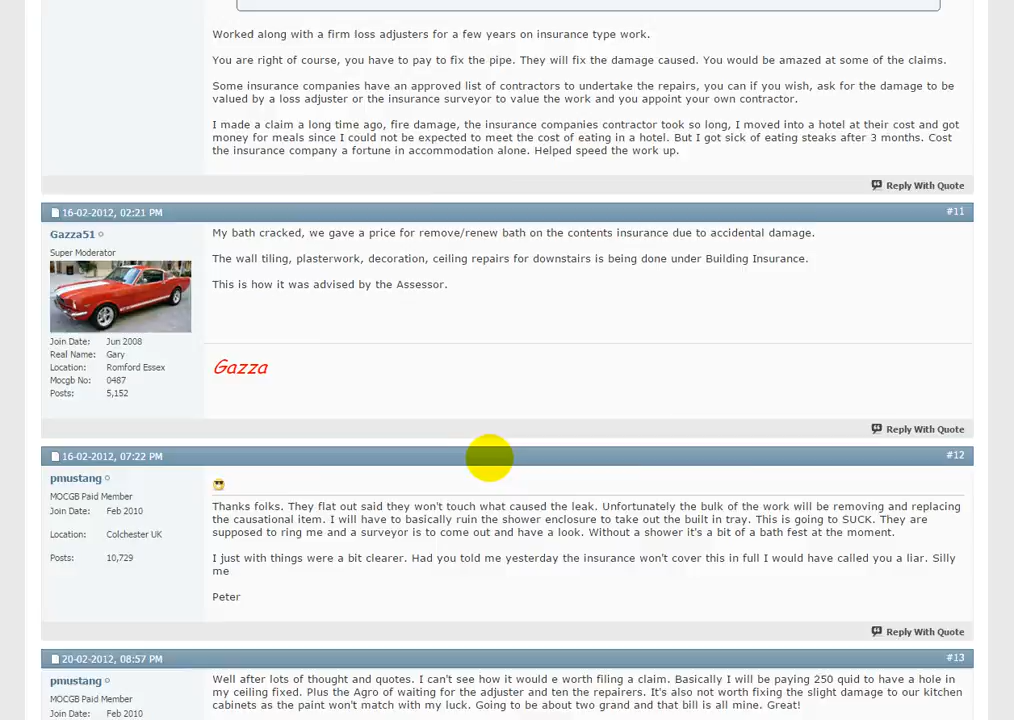 Worked along with a firm loss adjusters for a few years on insurance type work.
You are right of course, you have to pay to fix the pipe. They will fix the damage caused. You would be amazed at some of the claims.
Some insurance companies have an approved list of contractors to undertake the repairs, you can if you wish, ask for the damage to be
valued by a loss adjuster or the insurance surveyor to value the work and you appoint your own contractor.
I made a claim a long time ago, fire damage, the insurance companies contractor took so long, I moved into a hotel at their cost and got
money for meals since I could not be expected to meet the cost of eating in a hotel. But I got sick of eating steaks after 3 months. Cost
the insurance company a fortune in accommodation alone. Helped speed the work up.
Reply With Quote
16-02-2012, 02:21 PM #11
Gazza51
Super Moderator
Join Date: Jun 2008
Real Name: Gary
Location: Romford Essex
Mocgb No: 0487
Posts: 5,152
My bath cracked, we gave a price for remove/renew bath on the contents insurance due to accidental damage.
The wall tiling, plasterwork, decoration, ceiling repairs for downstairs is being done under Building Insurance.
This is how it was advised by the Assessor.
Gazza
Reply With Quote
16-02-2012, 07:22 PM #12
pmustang
MOCGB Paid Member
Join Date: Feb 2010
Location: Colchester UK
Posts: 10,729
Thanks folks. They flat out said they won't touch what caused the leak. Unfortunately the bulk of the work will be removing and replacing
the causational item. I will have to basically ruin the shower enclosure to take out the built in tray. This is going to SUCK. They are
supposed to ring me and a surveyor is to come out and have a look. Without a shower it's a bit of a bath fest at the moment.
I just with things were a bit clearer. Had you told me yesterday the insurance won't cover this in full I would have called you a liar. Silly
me
Peter
Reply With Quote
20-02-2012, 08:57 PM #13
pmustang
MOCGB Paid Member
Join Date: Feb 2010
Well after lots of thought and quotes. I can't see how it would e worth filing a claim. Basically I will be paying 250 quid to have a hole in
my ceiling fixed. Plus the Agro of waiting for the adjuster and ten the repairers. It's also not worth fixing the slight damage to our kitchen
cabinets as the paint won't match with my luck. Going to be about two grand and that bill is all mine. Great!